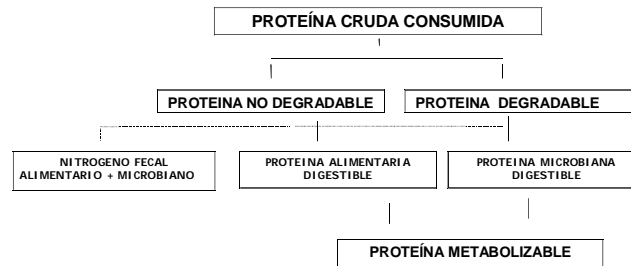 PROTEÍNA CRUDA CONSUMIDA
PROTEINA NO DEGRADABLE
PROTEINA DEGRADABLE
NITROGENO FECAL
ALIMENTARIO + MICROBIANO
PROTEINA ALIMENTARIA
DIGESTIBLE
PROTEINA MICROBIANA
DIGESTIBLE
PROTEÍNA METABOLIZABLE